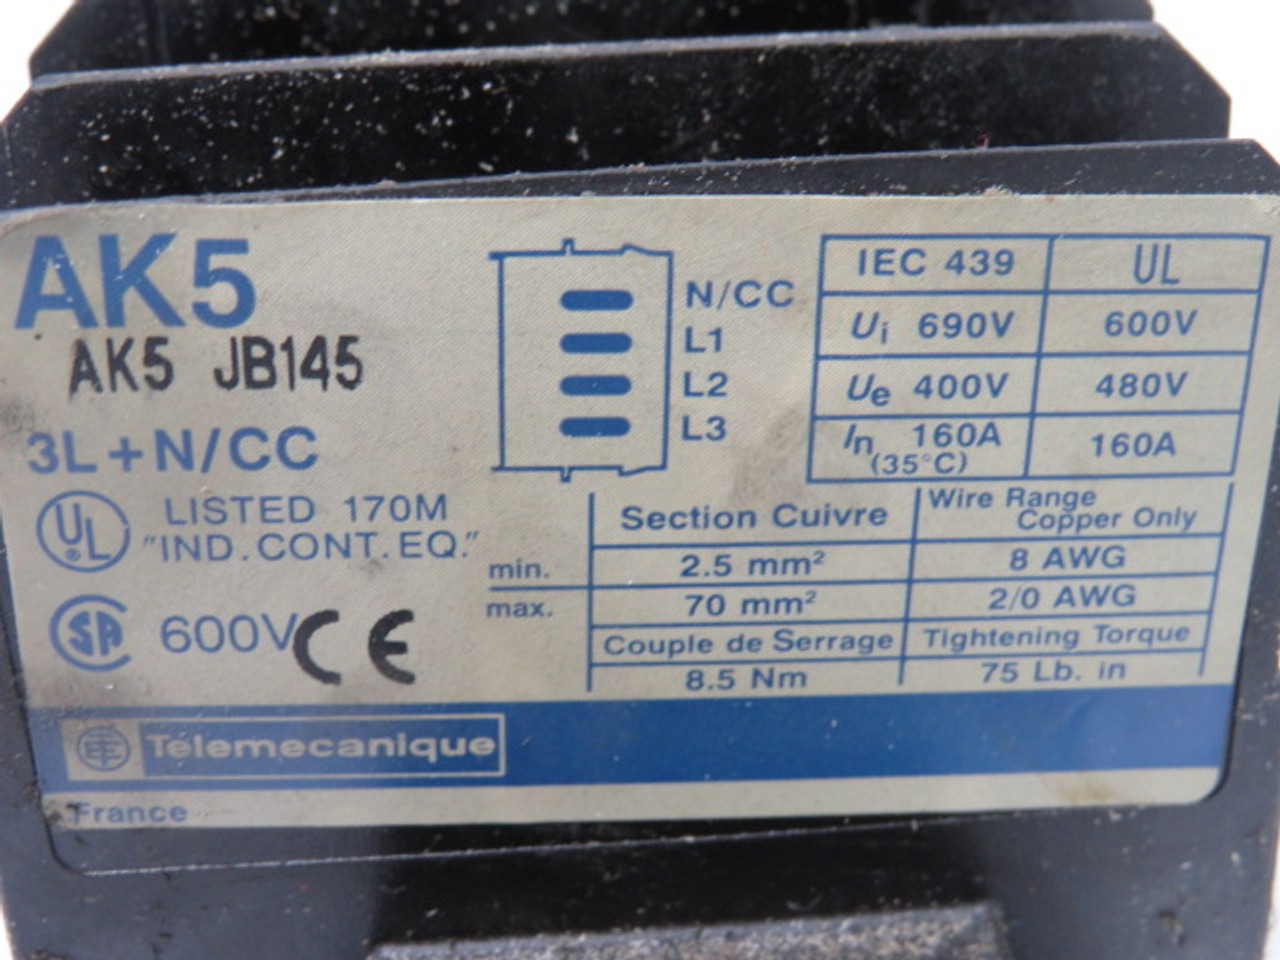 AK5
AK5 JB145
3L+N/CC
UL LISTED 170M
"IND.CONT.EQ."
SA 600V CE
N/CC
L1
L2
L3
IEC 439 UL
Ui 690V 600V
Ue 400V 480V
In 160A (35°C) 160A
Section Cuivre Wire Range Copper Only
min. 2.5 mm² 8 AWG
max. 70 mm² 2/0 AWG
Couple de Serrage Tightening Torque
8.5 Nm 75 Lb. in
Telemecanique
France